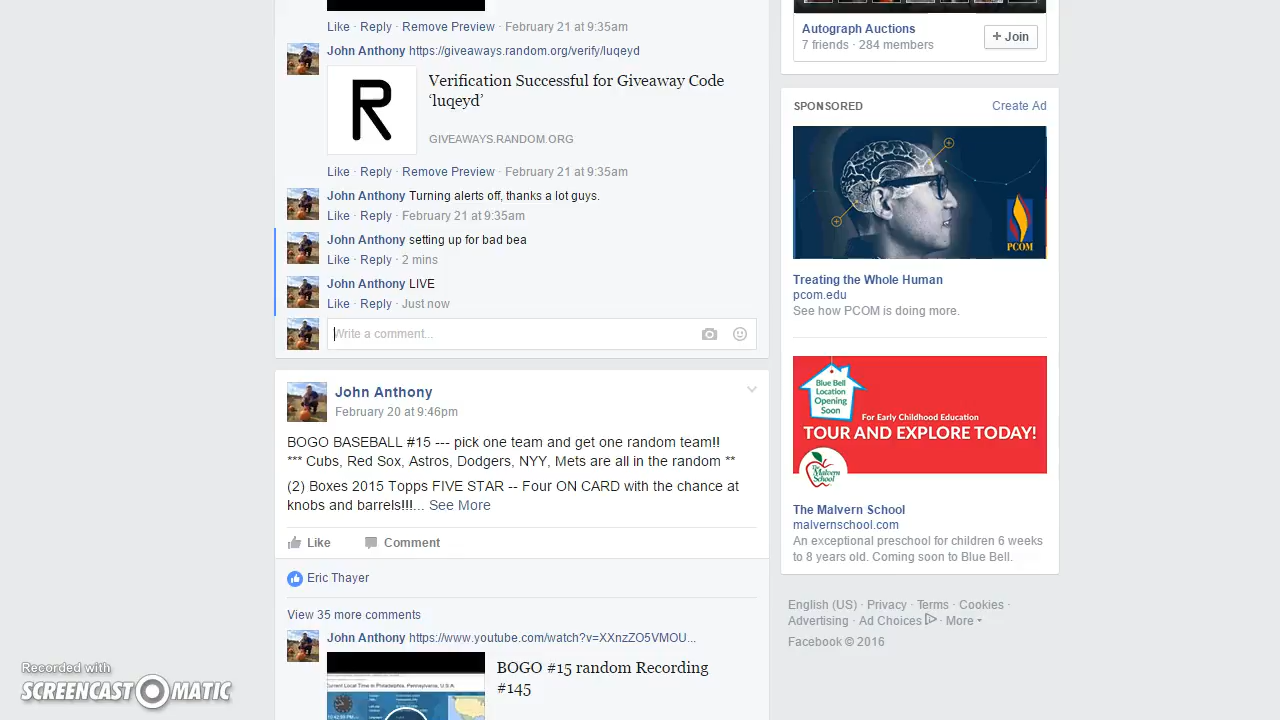 Like · Reply · Remove Preview · February 21 at 9:35am
John Anthony https://giveaways.random.org/verify/luqeyd
R
Verification Successful for Giveaway Code
‘luqeyd’
GIVEAWAYS.RANDOM.ORG
Like · Reply · Remove Preview · February 21 at 9:35am
John Anthony Turning alerts off, thanks a lot guys.
Like · Reply · February 21 at 9:35am
John Anthony setting up for bad bea
Like · Reply · 2 mins
John Anthony LIVE
Like · Reply · Just now
Write a comment...
John Anthony
February 20 at 9:46pm
BOGO BASEBALL #15 --- pick one team and get one random team!!
*** Cubs, Red Sox, Astros, Dodgers, NYY, Mets are all in the random **
(2) Boxes 2015 Topps FIVE STAR -- Four N CARD with the chance at
knobs and barrels!!!... See More
Like Comment
Eric Thayer
View 35 more comments
John Anthony https://www.youtube.com/watch?v=XXnzZO5VMOU...
BOGO #15 random Recording
#43
Current Local Time in Philadelphia, Pennsylvania, U.S.A.
Autograph Auctions
7 friends · 284 members
+ Join
SPONSORED Create Ad
PCOM
Treating the Whole Human
pcom.edu
See how PCOM is doing more.
Blue Bell
Location
Opening
Soon
For Early Childhood Education
TOUR AND EXPLORE TODAY!
The Malvern School
The Malvern School
malvernschool.com
An exceptional preschool for children 6 weeks
to 8 years old. Coming soon to Blue Bell.
English (US) · Privacy · Terms · Cookies ·
Advertising · Ad Choices · More
Facebook © 2016
Recorded with
SCREENCAST-O-MATIC